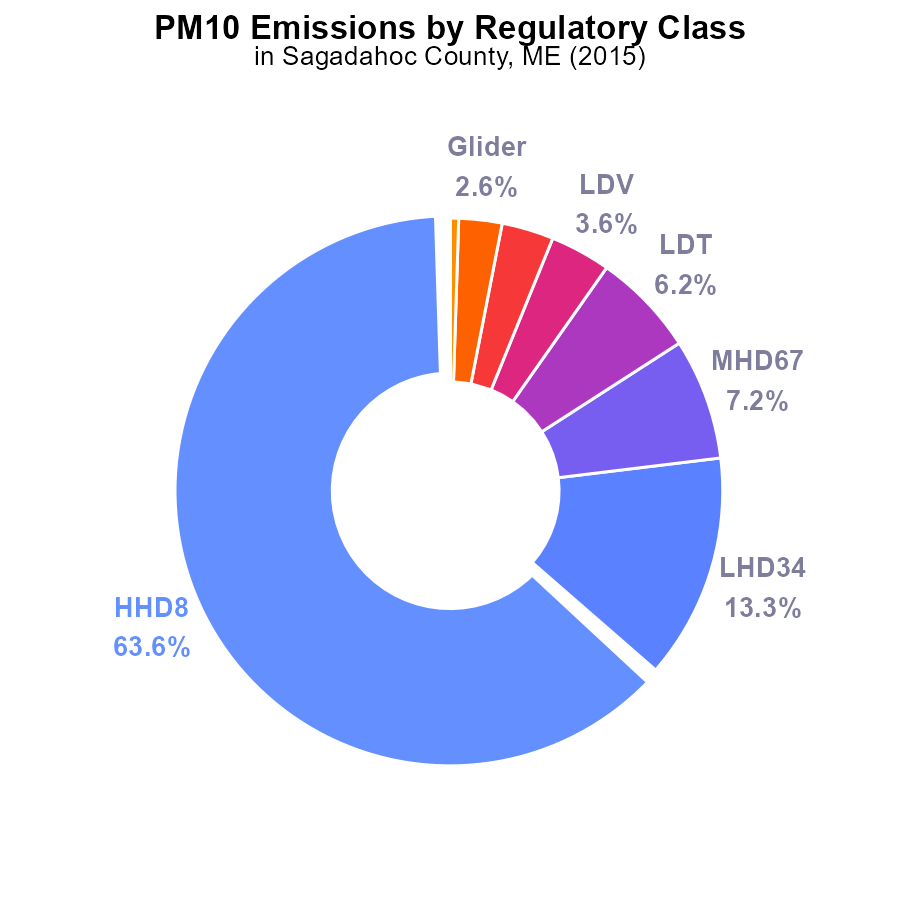 PM10 Emissions by Regulatory Class
in Sagadahoc County, ME (2015)
Glider
2.6%
LDV
3.6%
LDT
6.2%
MHD67
7.2%
LHD34
13.3%
HHD8
63.6%